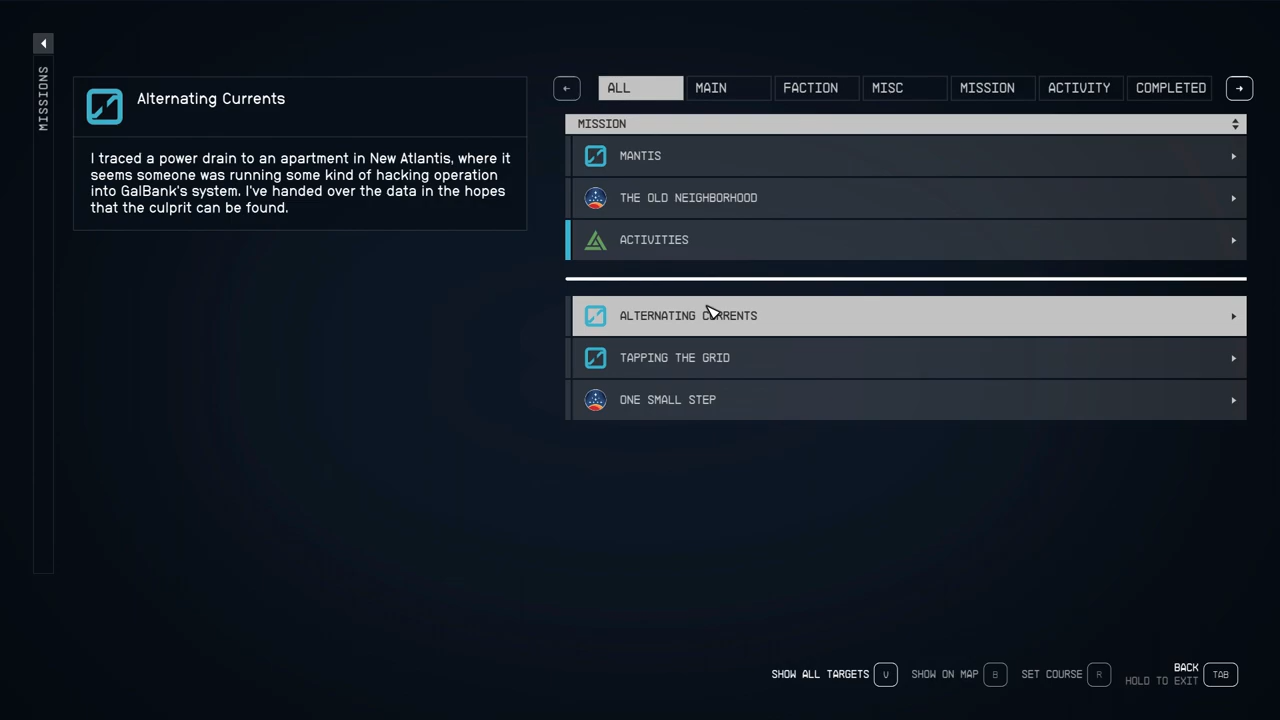 MISSIONS
Alternating Currents
I traced a power drain to an apartment in New Atlantis, where it
seems someone was running some kind of hacking operation
into GalBank's system. I've handed over the data in the hopes
that the culprit can be found.
ALL MAIN FACTION MISC MISSION ACTIVITY COMPLETED
MISSION
MANTIS
THE OLD NEIGHBORHOOD
ACTIVITIES
ALTERNATING CURRENTS
TAPPING THE GRID
ONE SMALL STEP
SHOW ALL TARGETS V SHOW ON MAP B SET COURSE R BACK TAB
HOLD TO EXIT